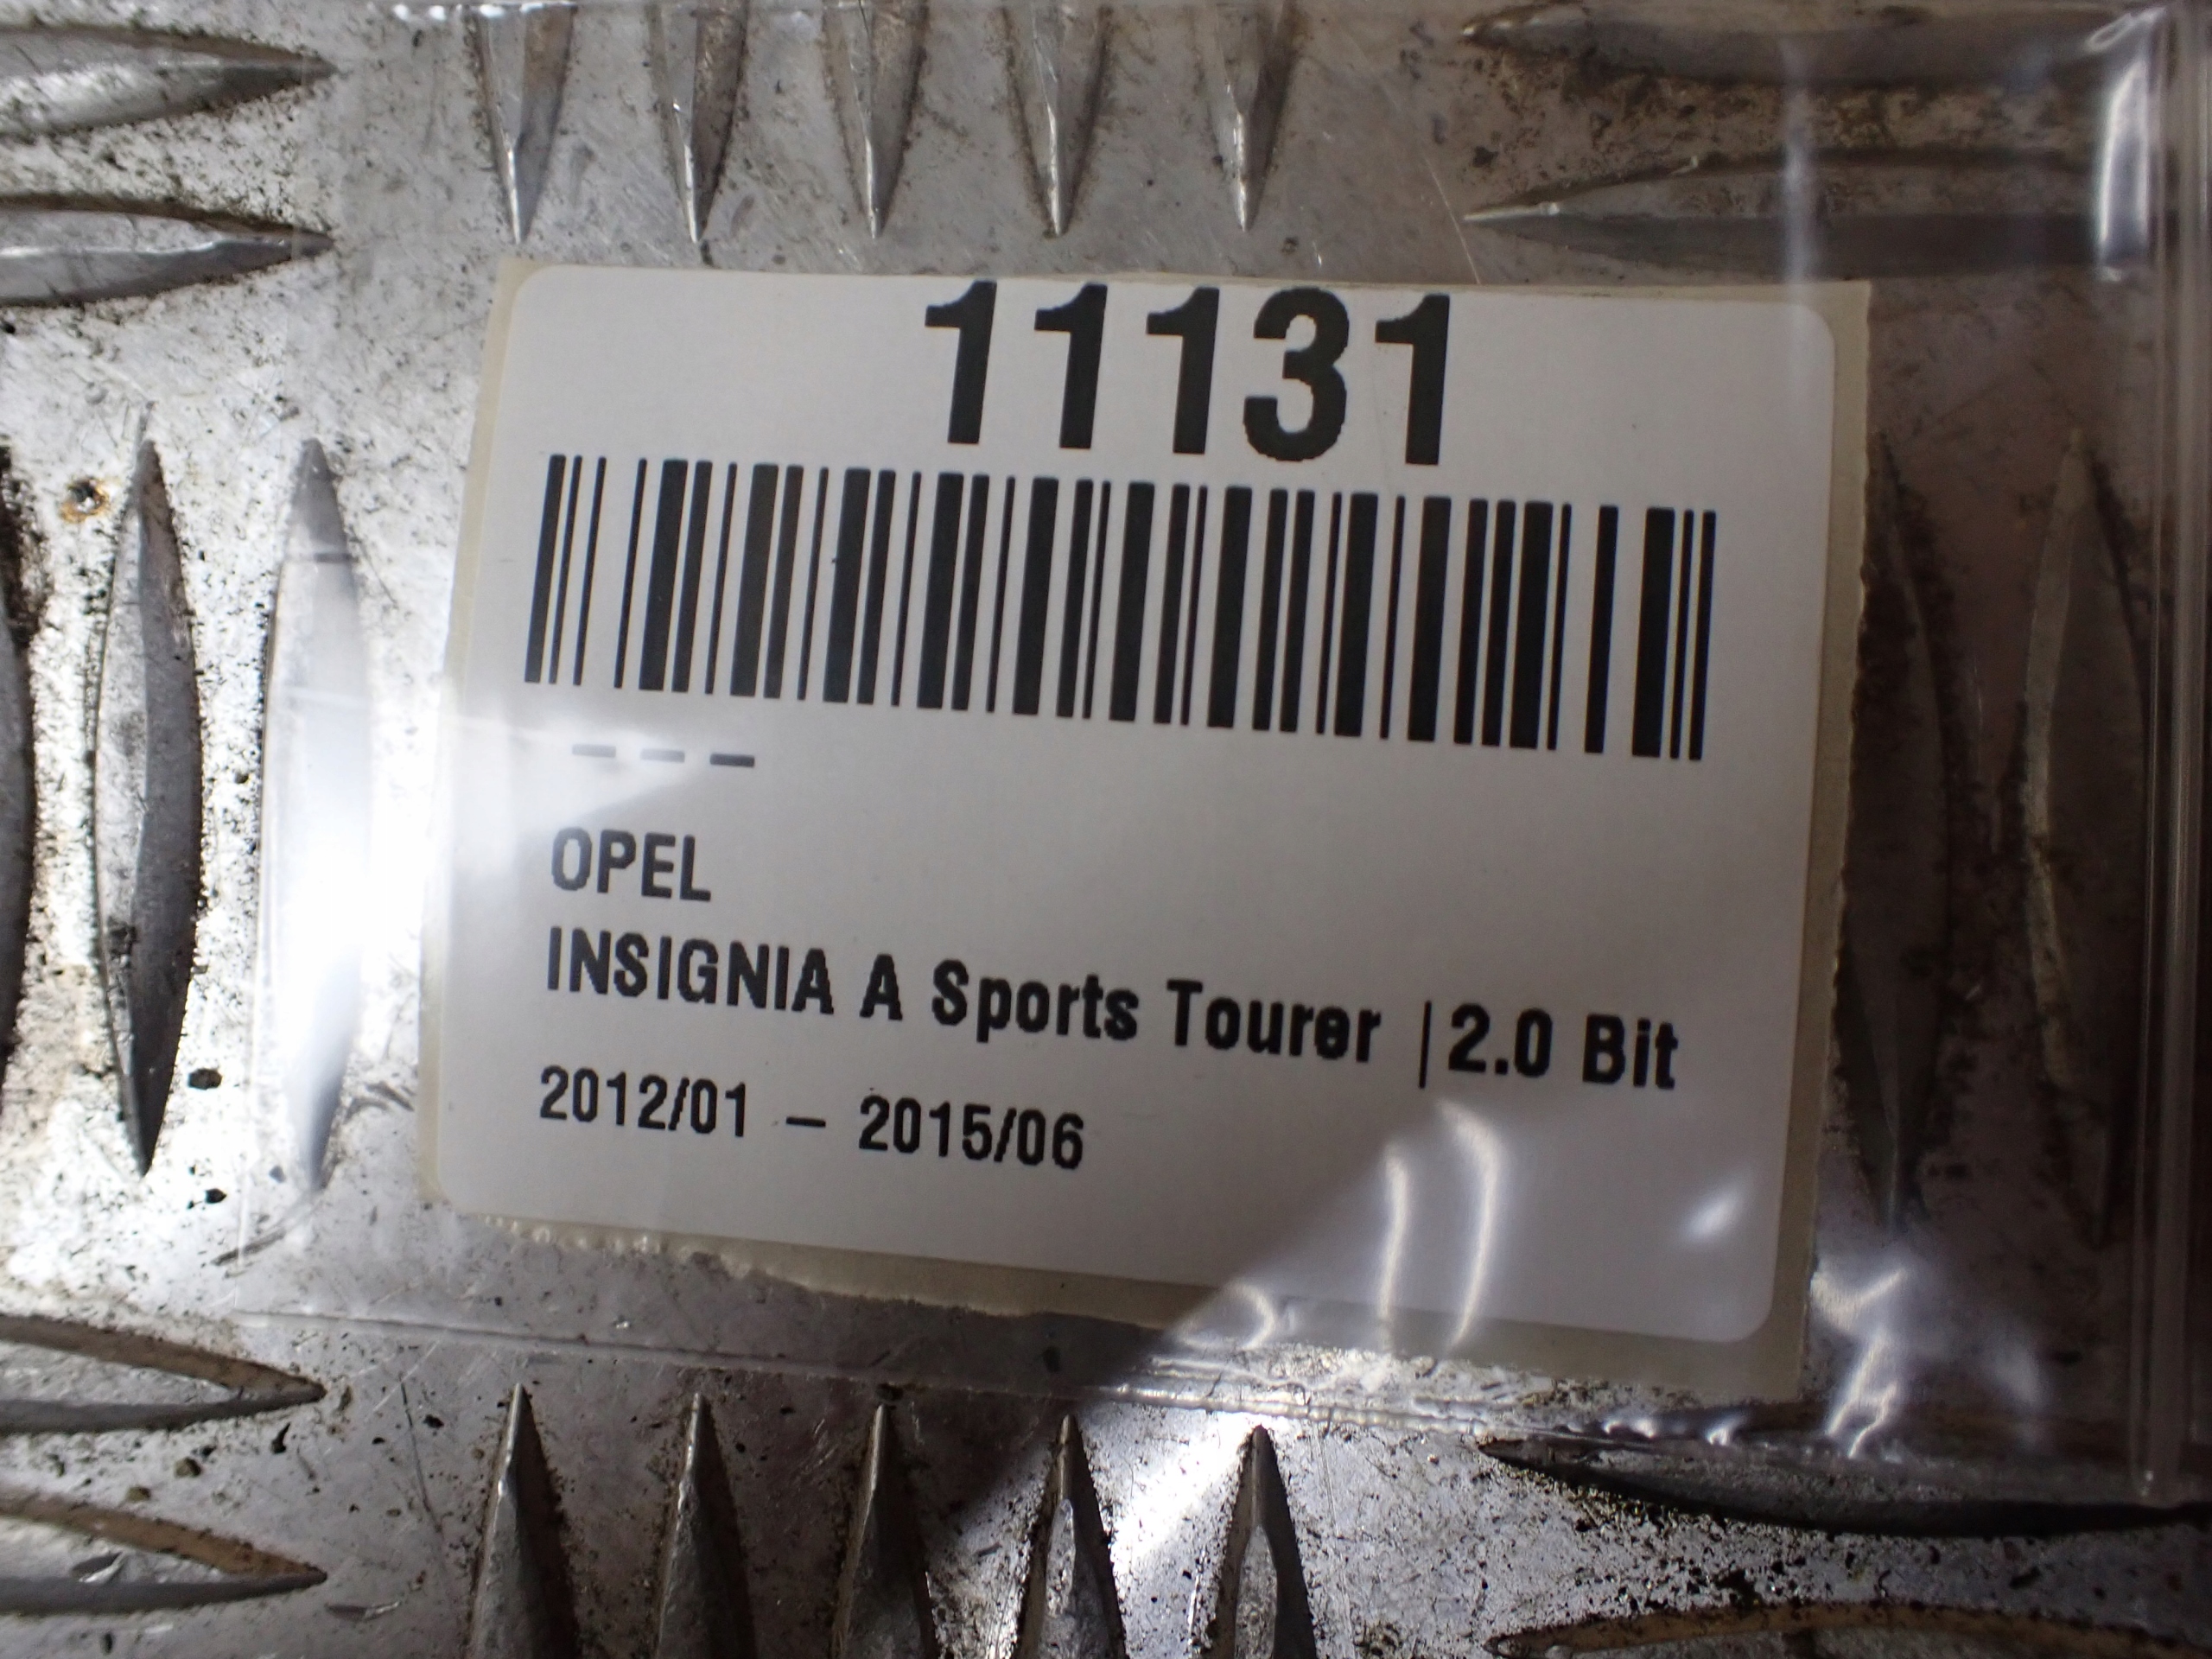 11131
---
OPEL
INSIGNIA A Sports Tourer |2.0 Bit
2012/01 – 2015/06